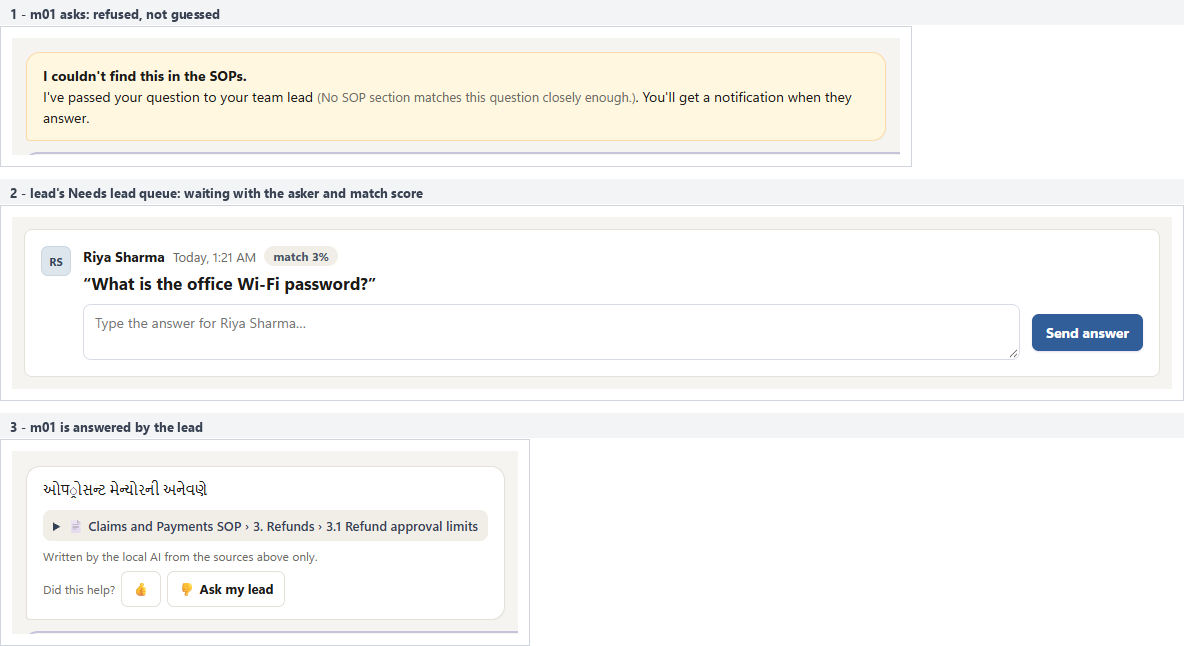 1 - m01 asks: refused, not guessed
I couldn't find this in the SOPs.
I've passed your question to your team lead (No SOP section matches this question closely enough.). You'll get a notification when they
answer.
2 - lead's Needs lead queue: waiting with the asker and match score
RS
Riya Sharma Today, 1:21 AM match 3%
“What is the office Wi-Fi password?”
Type the answer for Riya Sharma...
Send answer
3 - m01 is answered by the lead
મેન્યોરની અનેવણે
Claims and Payments SOP › 3. Refunds › 3.1 Refund approval limits
Written by the local AI from the sources above only.
Did this help? 👍 👎 Ask my lead